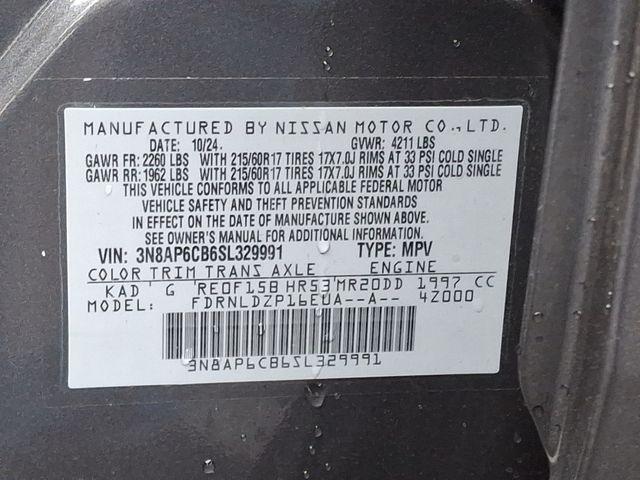 MANUFACTURED BY NISSAN MOTOR CO.,LTD.
DATE: 10/24. GVWR: 4211 LBS
GAWR FR: 2260 LBS WITH 215/60R17 TIRES 17X7.0J RIMS AT 33 PSI COLD SINGLE
GAWR RR: 1962 LBS WITH 215/60R17 TIRES 17X7.0J RIMS AT 33 PSI COLD SINGLE
THIS VEHICLE CONFORMS TO ALL APPLICABLE FEDERAL MOTOR
VEHICLE SAFETY AND THEFT PREVENTION STANDARDS
IN EFFECT ON THE DATE OF MANUFACTURE SHOWN ABOVE.
SEE OWNER'S MANUAL FOR ADDITIONAL INFORMATION.
VIN: 3N8AP6CB6SL329991 TYPE: MPV
COLOR TRIM TRANS AXLE ENGINE
KAD ' G 'RE0F15B HR53'MR20DD 1997 CC
MODEL: FDRNLDZP16EUA--A-- 4Z000
3N8AP6CB6SL329991